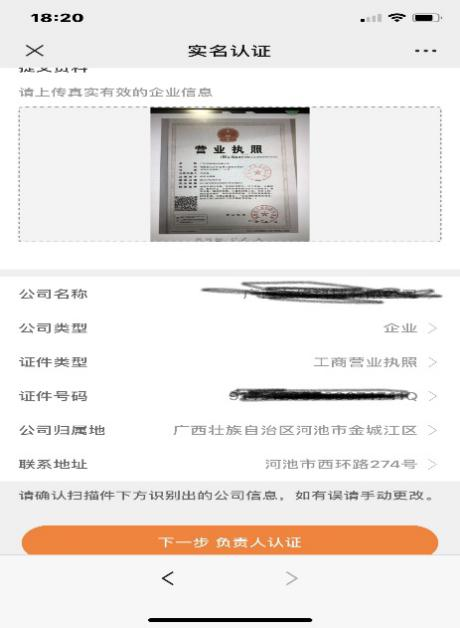 18:20
实名认证
提交资料
请上传真实有效的企业信息
营业执照
公司名称
公司类型 企业
证件类型 工商营业执照
证件号码 Q
公司归属地 广西壮族自治区河池市金城江区
联系地址 河池市西环路274号
请确认扫描件下方识别出的公司信息，如有误请手动更改。
下一步 负责人认证